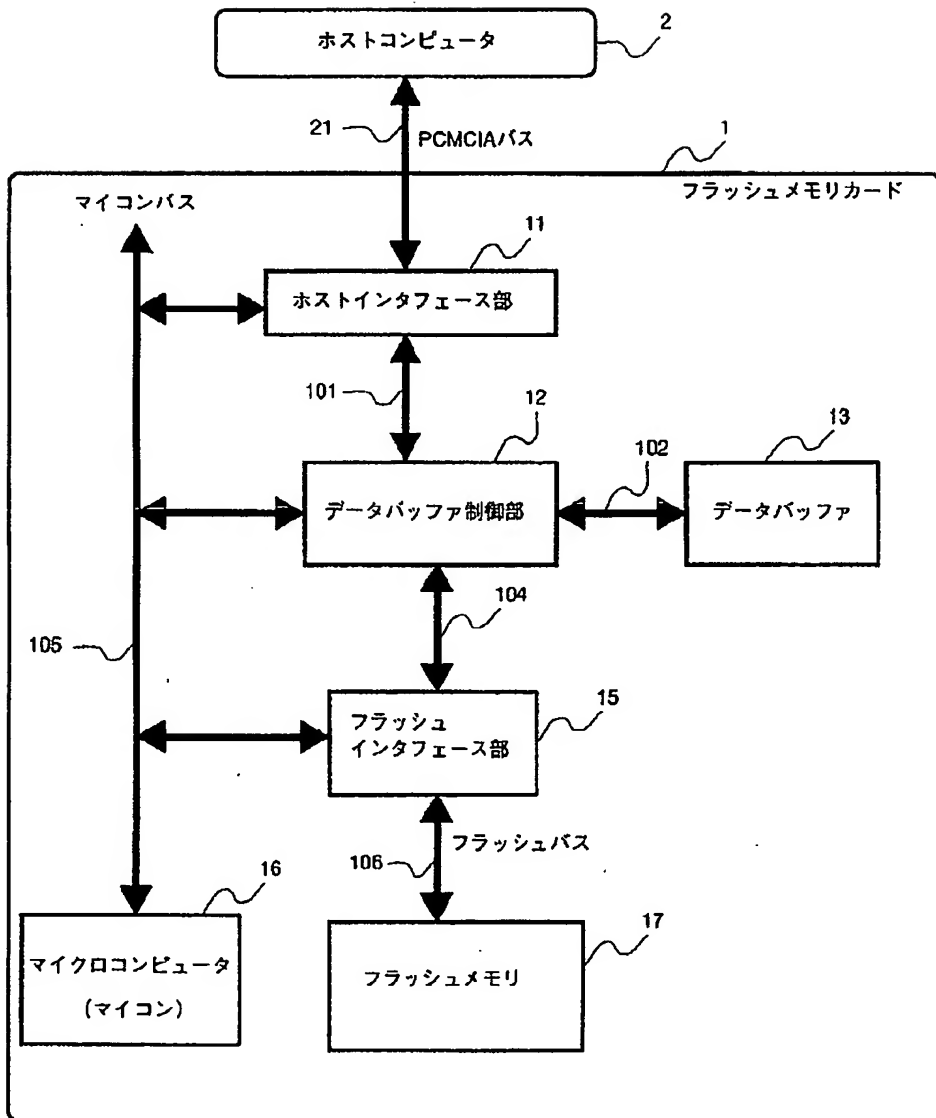 ホストコンピュータ
2
21
PCMCIAバス
1
フラッシュメモリカード
マイコンバス
11
ホストインタフェース部
101
12
13
102
データバッファ制御部
データバッファ
104
105
15
フラッシュ
インタフェース部
フラッシュバス
106
16
17
マイクロコンピュータ
(マイコン)
フラッシュメモリ